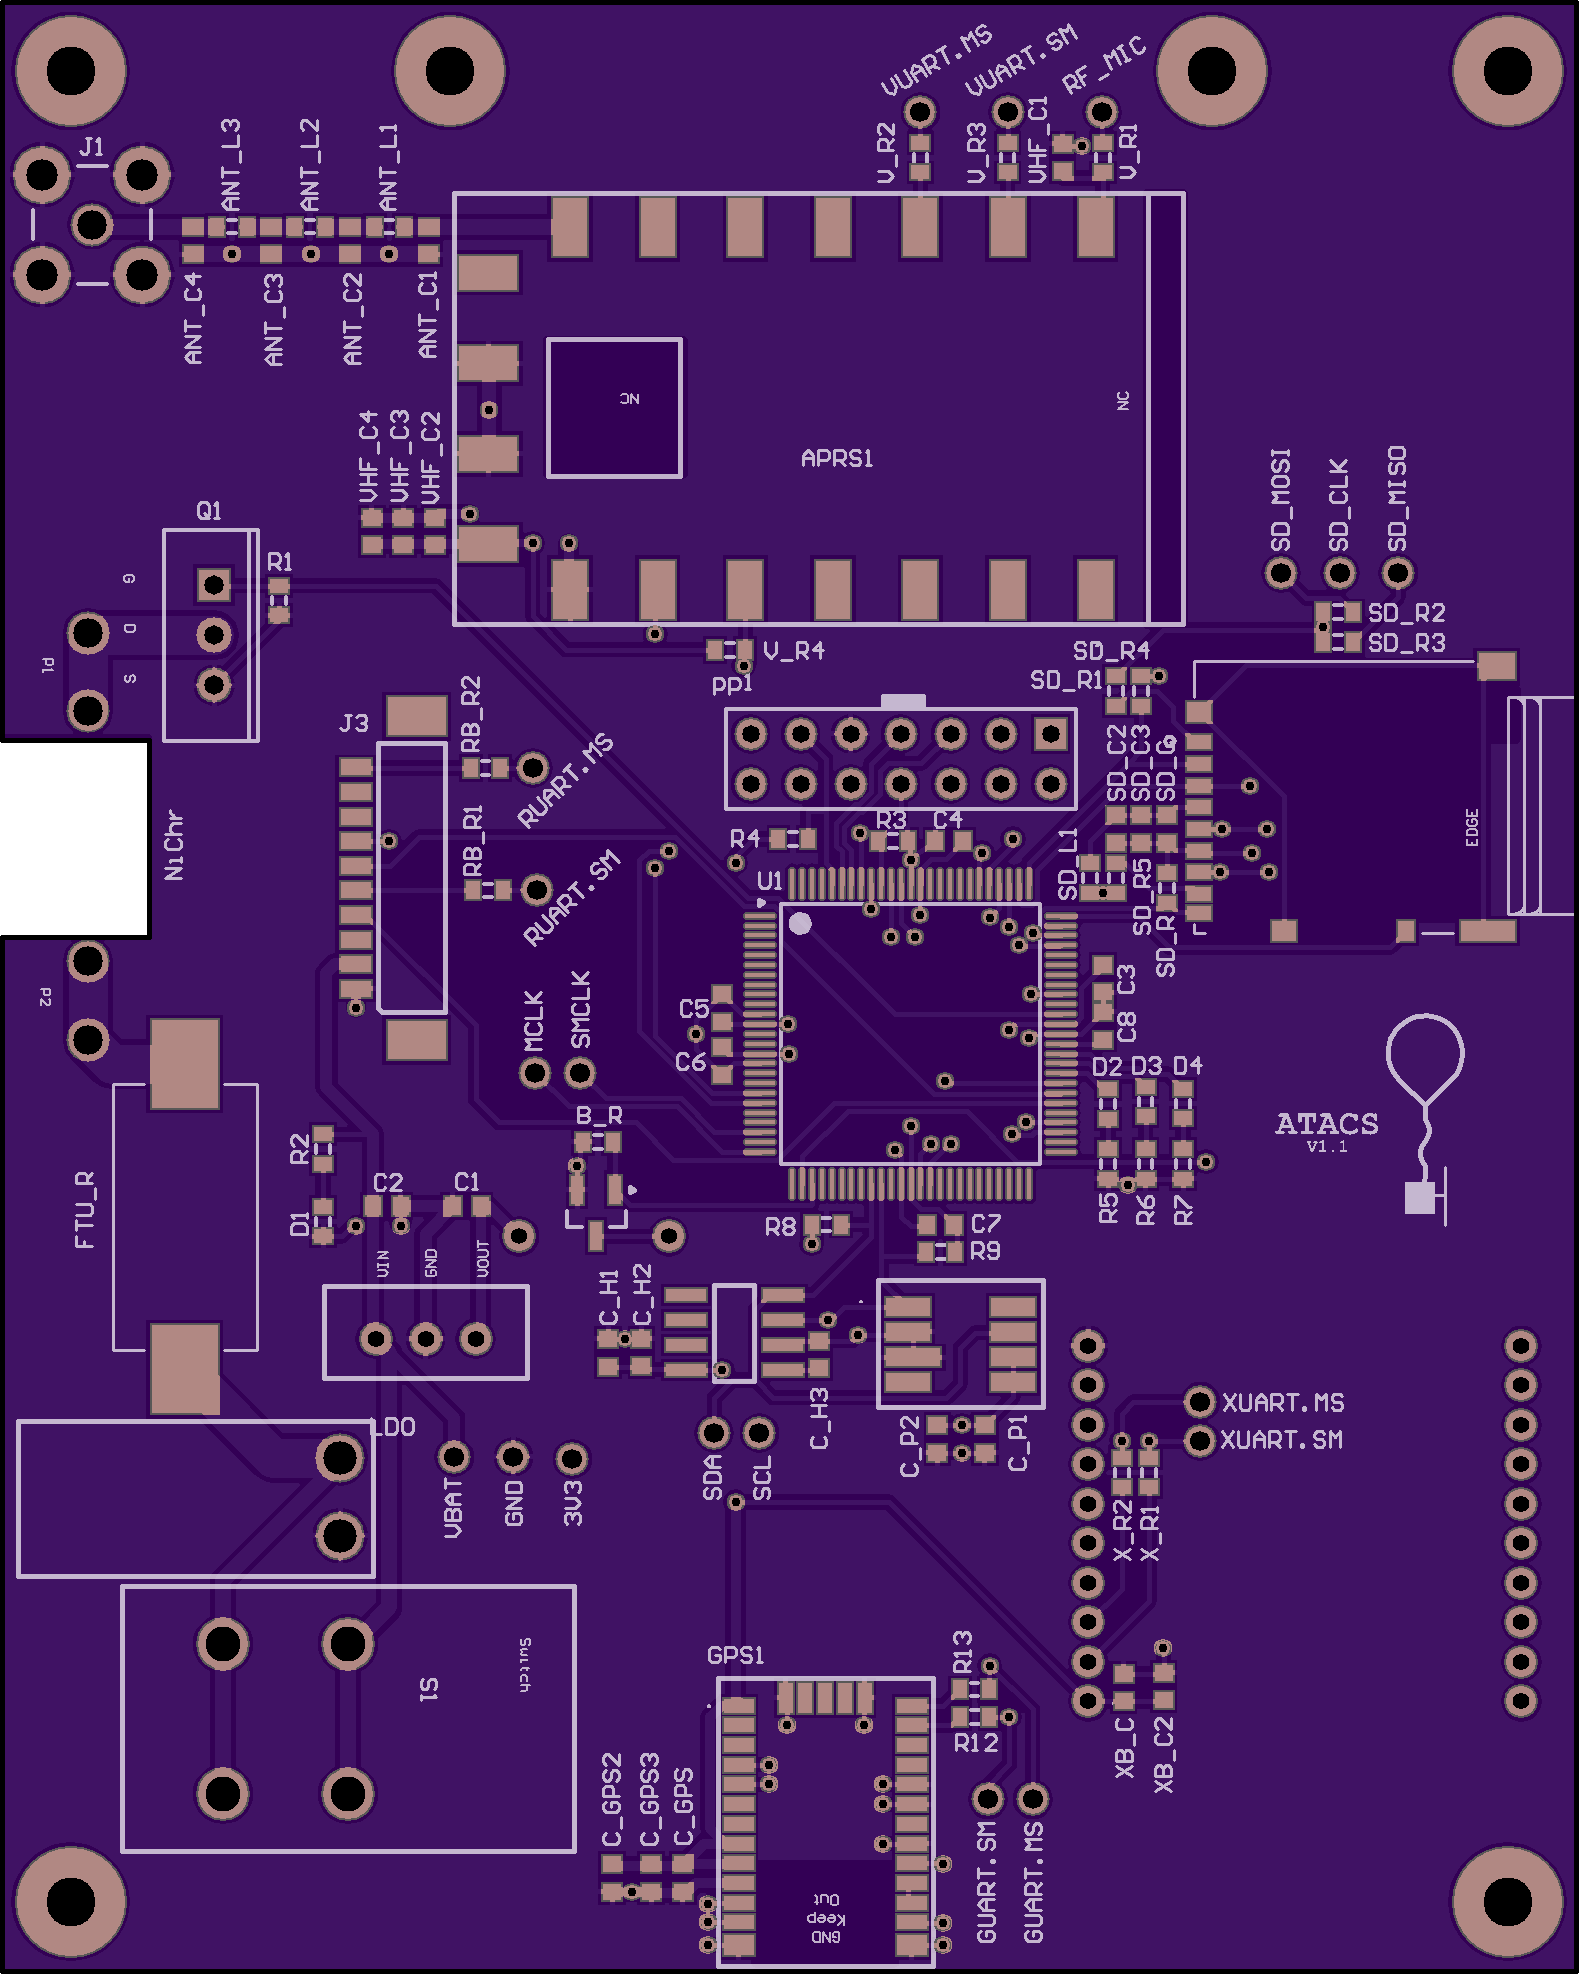 VUART.MS
VUART.SM
RF_MIC
J1
ANT_L3
ANT_L2
ANT_L1
V_R2
V_R3
VHF_C1
V_R1
ANT_C4
ANT_C3
ANT_C2
ANT_C1
NC
NC
APRS1
VHF_C4
VHF_C3
VHF_C2
SD_MOSI
SD_CLK
SD_MISO
Q1
R1
G
D
S
P1
SD_R2
SD_R3
V_R4
pp1
SD_R4
SD_R1
J3
RB_R2
RUART.MS
SD_C2
SD_C3
SD_Q
NiChr
RB_R1
RUART.SM
R4
R3
C4
U1
SD_L1
SD_R5
SD_R
EDGE
P2
MCLK
SMCLK
C5
C6
C3
C8
D2
D3
D4
ATACS
V1.1
B_R
R2
FTU_R
D1
C2
C1
R5
R6
R7
R8
C7
R9
VIN
GND
VOUT
C_H1
C_H2
C_H3
LDO
C_P2
C_P1
XUART.MS
XUART.SM
VBAT
GND
3V3
SDA
SCL
X_R2
X_R1
GPS1
R13
R12
Switch
S1
XB_C
XB_C2
C_GPS2
C_GPS3
C_GPS
GUART.SM
GUART.MS
GND
Keep
Out